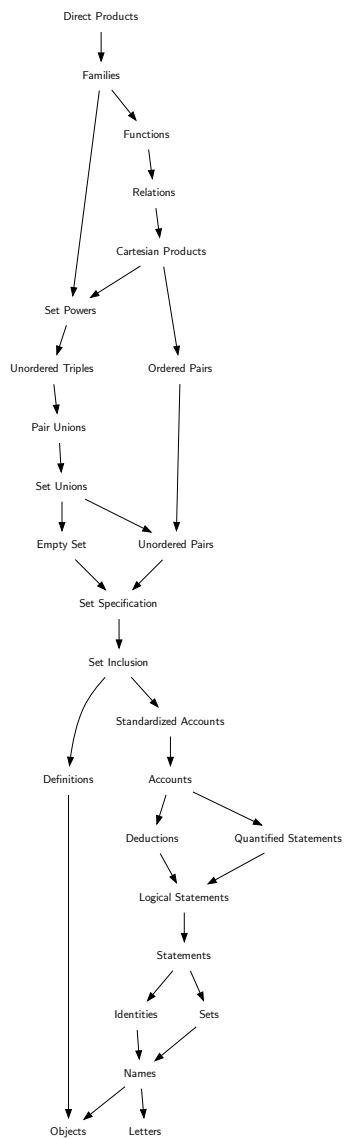 Direct Products
Families
Functions
Relations
Cartesian Products
Set Powers
Unordered Triples
Ordered Pairs
Pair Unions
Set Unions
Empty Set
Unordered Pairs
Set Specification
Set Inclusion
Standardized Accounts
Definitions
Accounts
Deductions
Quantified Statements
Logical Statements
Statements
Identities
Sets
Names
Objects
Letters